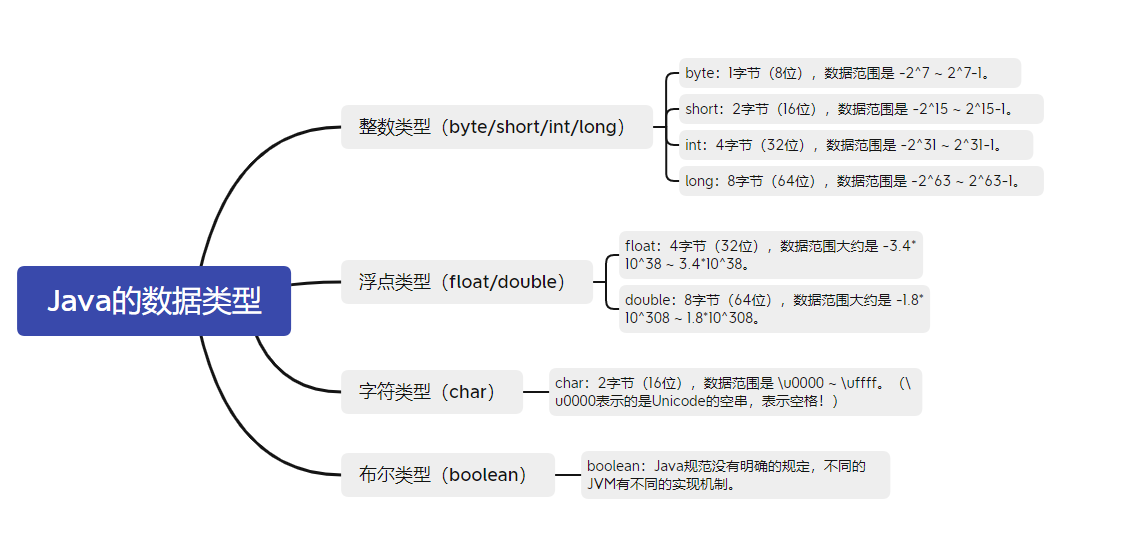 Java的数据类型
整数类型（byte/short/int/long）
byte：1字节（8位），数据范围是 -2^7 ~ 2^7-1。
short：2字节（16位），数据范围是 -2^15 ~ 2^15-1。
int：4字节（32位），数据范围是 -2^31 ~ 2^31-1。
long：8字节（64位），数据范围是 -2^63 ~ 2^63-1。
浮点类型（float/double）
float：4字节（32位），数据范围大约是 -3.4*
10^38 ~ 3.4*10^38。
double：8字节（64位），数据范围大约是 -1.8*
10^308 ~ 1.8*10^308。
字符类型（char）
char：2字节（16位），数据范围是 \u0000 ~ \uffff。（\
u0000表示的是Unicode的空串，表示空格！）
布尔类型（boolean）
boolean：Java规范没有明确的规定，不同的
JVM有不同的实现机制。